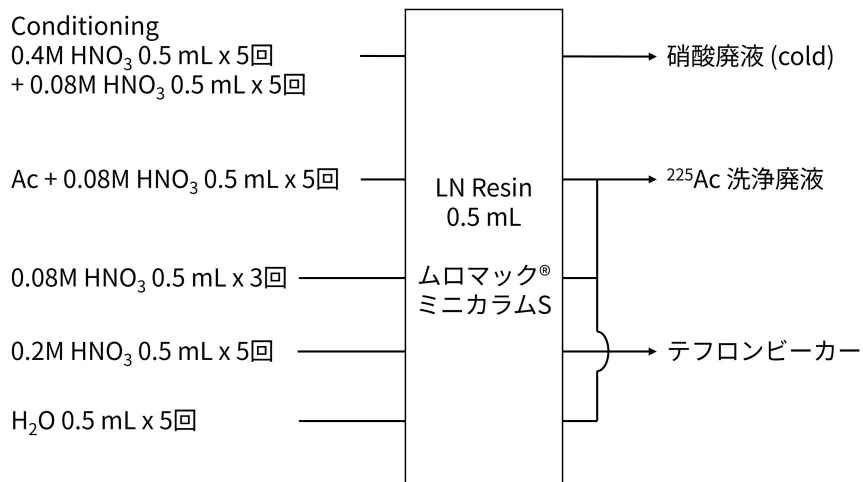 Conditioning
0.4M HNO₃ 0.5 mL x 5回
+ 0.08M HNO₃ 0.5 mL x 5回
硝酸廃液 (cold)
Ac + 0.08M HNO₃ 0.5 mL x 5回
LN Resin
0.5 mL
²²⁵Ac 洗浄廃液
0.08M HNO₃ 0.5 mL x 3回
ムロマック®
ミニカラムS
0.2M HNO₃ 0.5 mL x 5回
テフロンビーカー
H₂O 0.5 mL x 5回